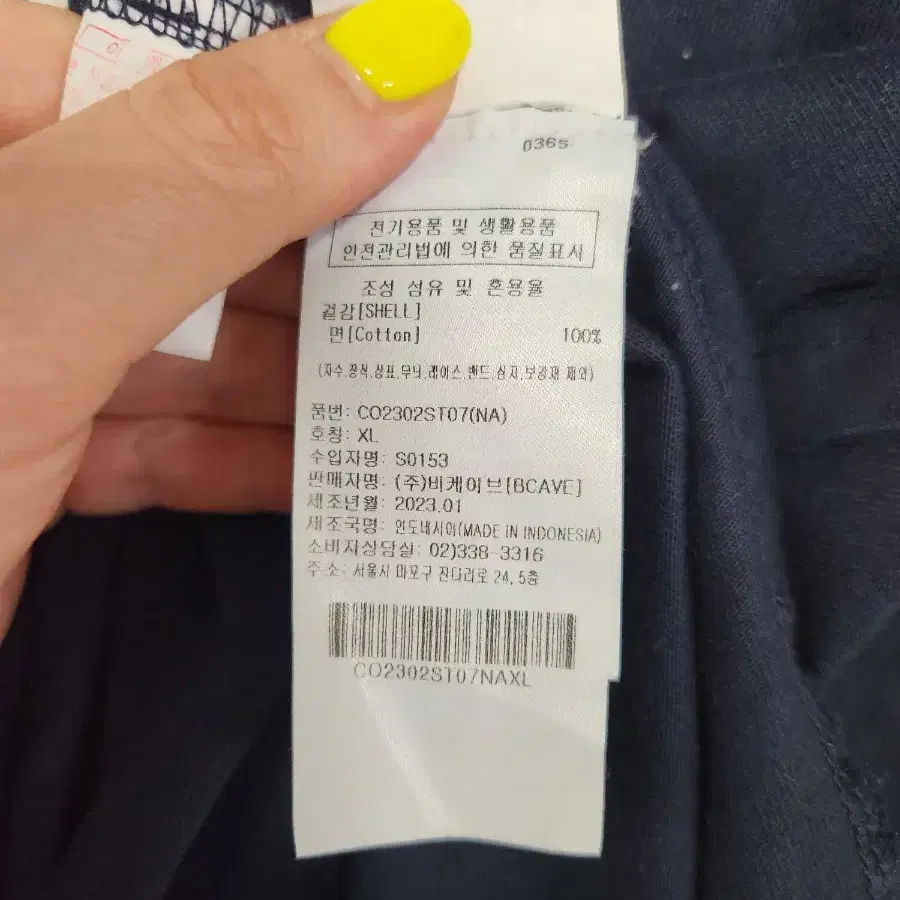 036s
전기용품 및 생활용품
안전관리법에 의한 품질표시
조성 섬유 및 혼용율
겉감[SHELL]
면[Cotton] 100%
(자수.장식.상표.무늬.레이스.밴드.심지.보강재 제외)
품번: CO2302ST07(NA)
호칭: XL
수입자명: S0153
판매자명: (주)비케이브[BCAVE]
제조년월: 2023.01
제조국명: 인도네시아(MADE IN INDONESIA)
소비자상담실: 02)338-3316
주 소: 서울시 마포구 잔다리로 24, 5층
CO2302ST07NAXL